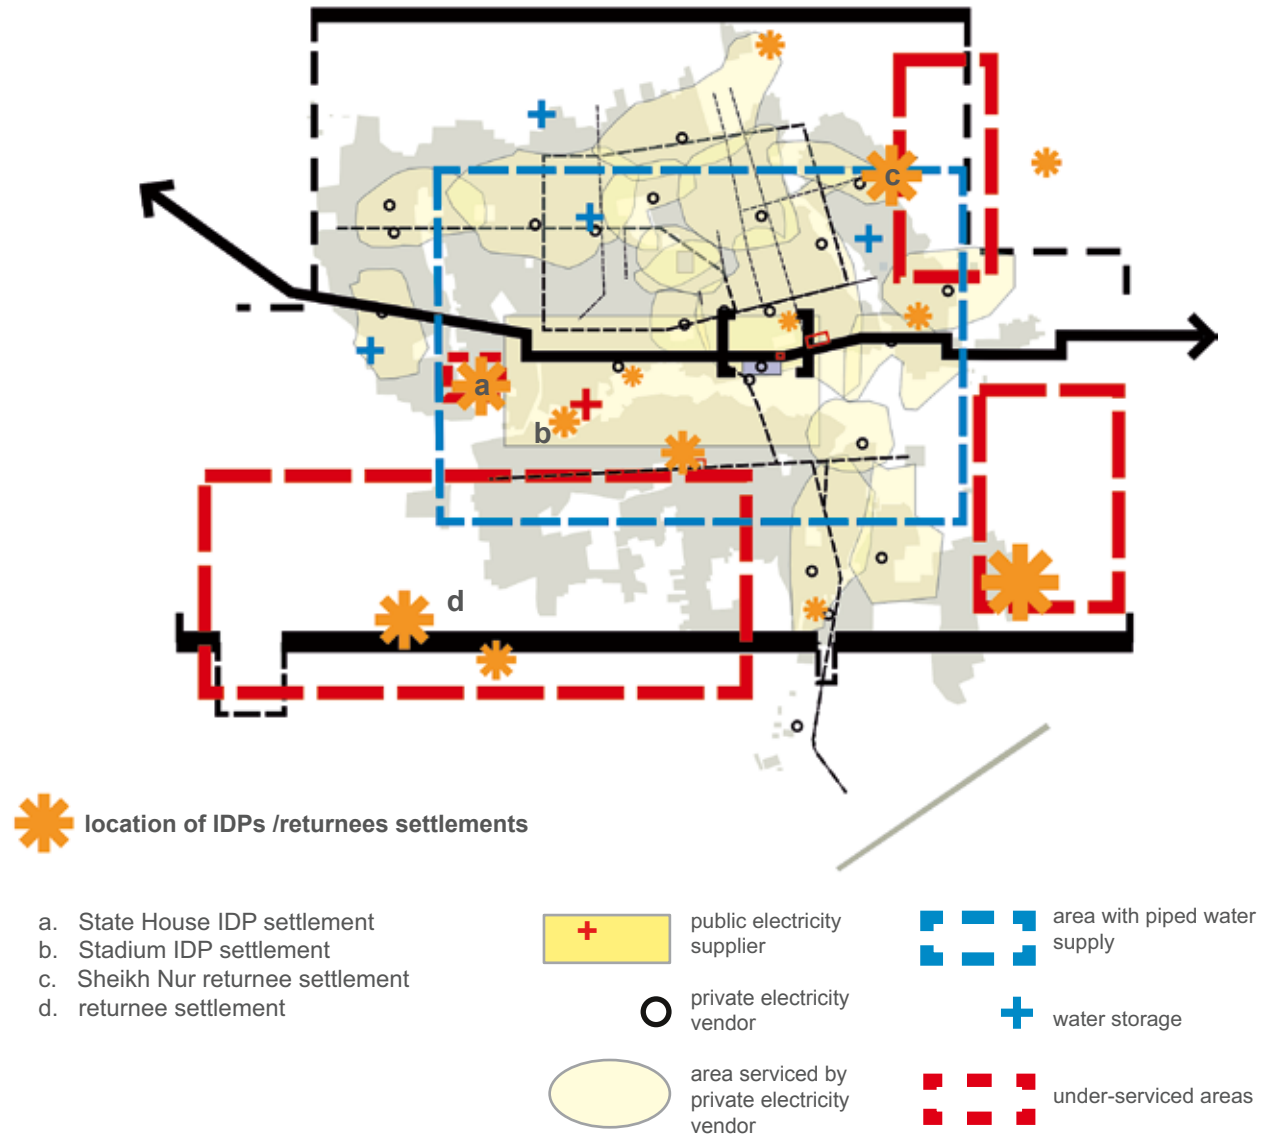 c
a
b
d
location of IDPs /returnees settlements
a. State House IDP settlement
b. Stadium IDP settlement
c. Sheikh Nur returnee settlement
d. returnee settlement
public electricity
supplier
private electricity
vendor
area serviced by
private electricity
vendor
area with piped water
supply
water storage
under-serviced areas